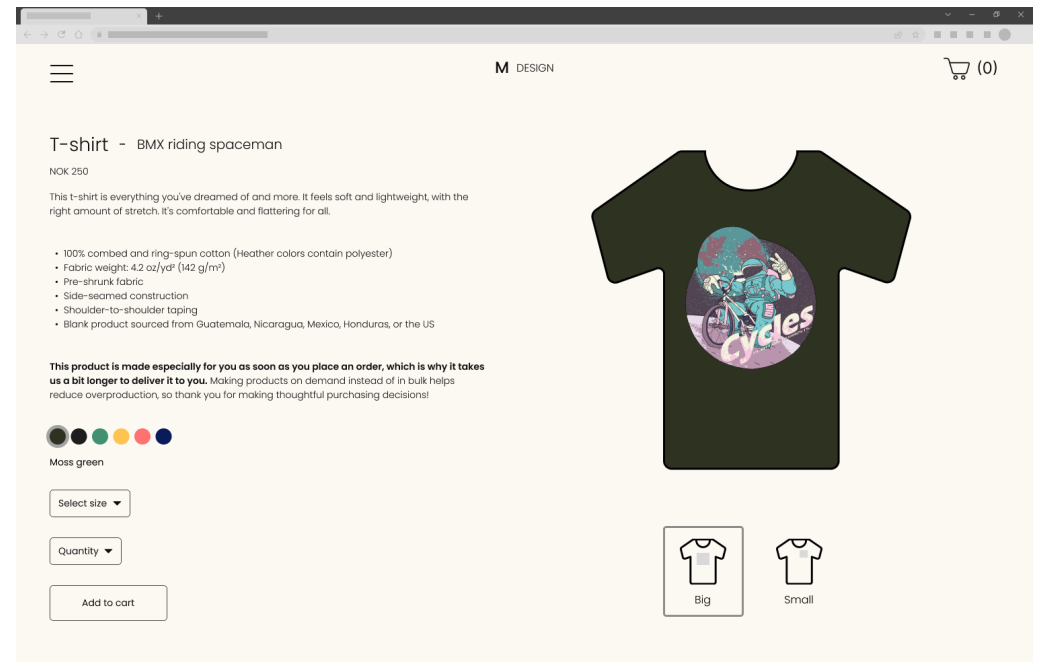 M DESIGN
(0)
T-shirt - BMX riding spaceman
NOK 250
This t-shirt is everything you've dreamed of and more. It feels soft and lightweight, with the
right amount of stretch. It's comfortable and flattering for all.
• 100% combed and ring-spun cotton (Heather colors contain polyester)
• Fabric weight: 4.2 oz/yd² (142 g/m²)
• Pre-shrunk fabric
• Side-seamed construction
• Shoulder-to-shoulder taping
• Blank product sourced from Guatemala, Nicaragua, Mexico, Honduras, or the US
This product is made especially for you as soon as you place an order, which is why it takes
us a bit longer to deliver it to you. Making products on demand instead of in bulk helps
reduce overproduction, so thank you for making thoughtful purchasing decisions!
Moss green
Select size
Quantity
Add to cart
cycles
Big
Small